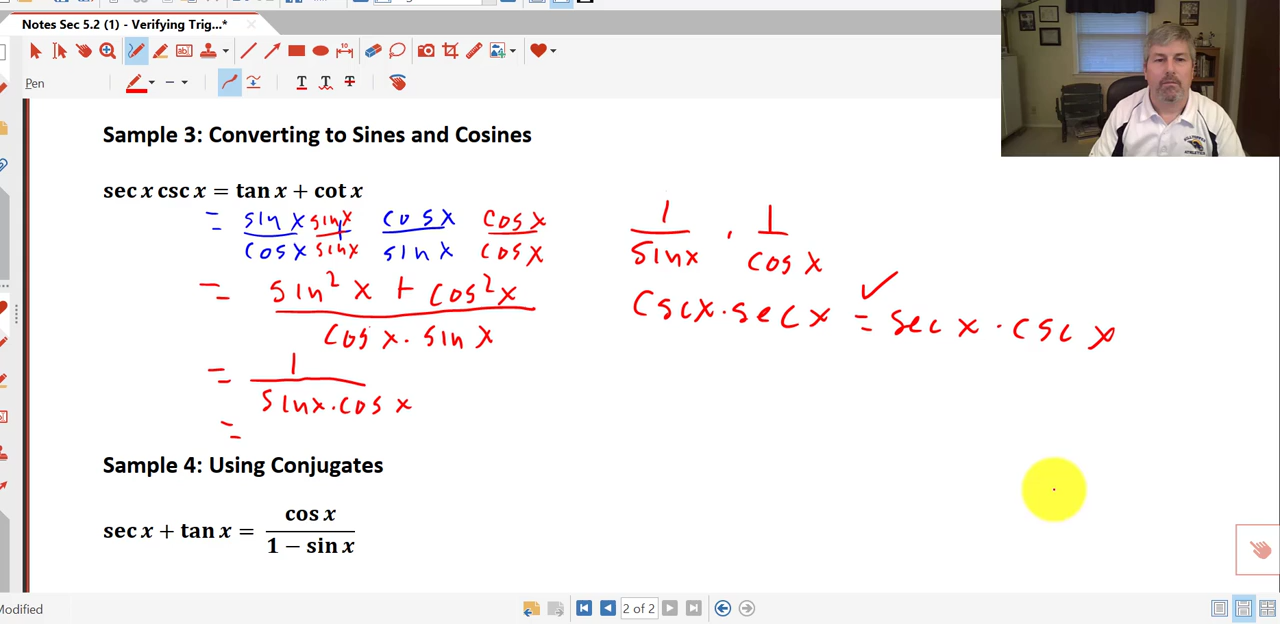 Notes Sec 5.2 (1) - Verifying Trig...*
Pen
Sample 3: Converting to Sines and Cosines
sec x csc x = tan x + cot x
= sin x sin x cos x cos x
cos x sin x sin x cos x
= sin² x + cos² x
cos x · sin x
= 1
sin x · cos x
=
1 · 1
sin x cos x
csc x · sec x = sec x · csc x
Sample 4: Using Conjugates
sec x + tan x = cos x
1 − sin x
Modified
2 of 2